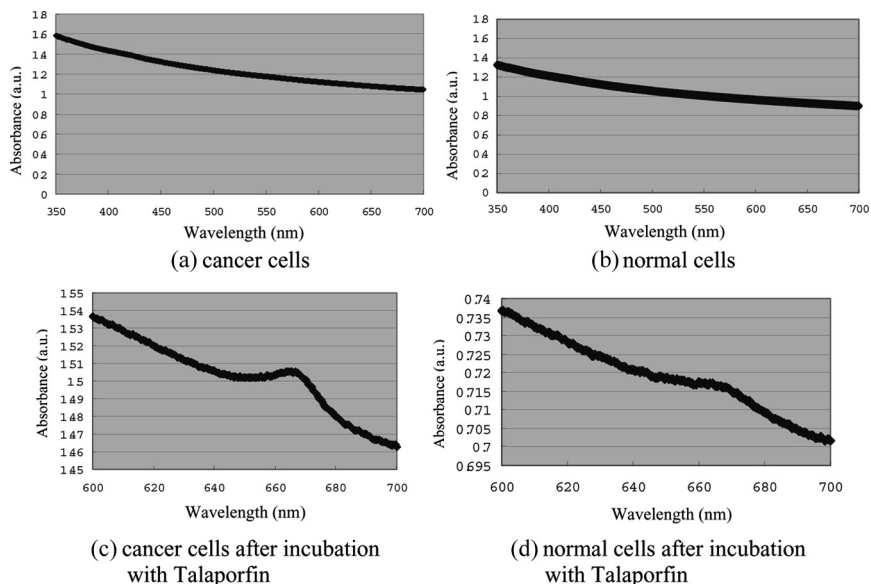 1.8
1.6
1.4
1.2
1
0.8
0.6
0.4
0.2
0
Absorbance (a.u.)
350 400 450 500 550 600 650 700
Wavelength (nm)
(a) cancer cells
1.8
1.6
1.4
1.2
1
0.8
0.6
0.4
0.2
0
Absorbance (a.u.)
350 400 450 500 550 600 650 700
Wavelength (nm)
(b) normal cells
1.55
1.54
1.53
1.52
1.51
1.5
1.49
1.48
1.47
1.46
1.45
Absorbance (a.u.)
600 620 640 660 680 700
Wavelength (nm)
(c) cancer cells after incubation
with Talaporfin
0.74
0.735
0.73
0.725
0.72
0.715
0.71
0.705
0.7
0.695
Absorbance (a.u.)
600 620 640 660 680 700
Wavelength (nm)
(d) normal cells after incubation
with Talaporfin